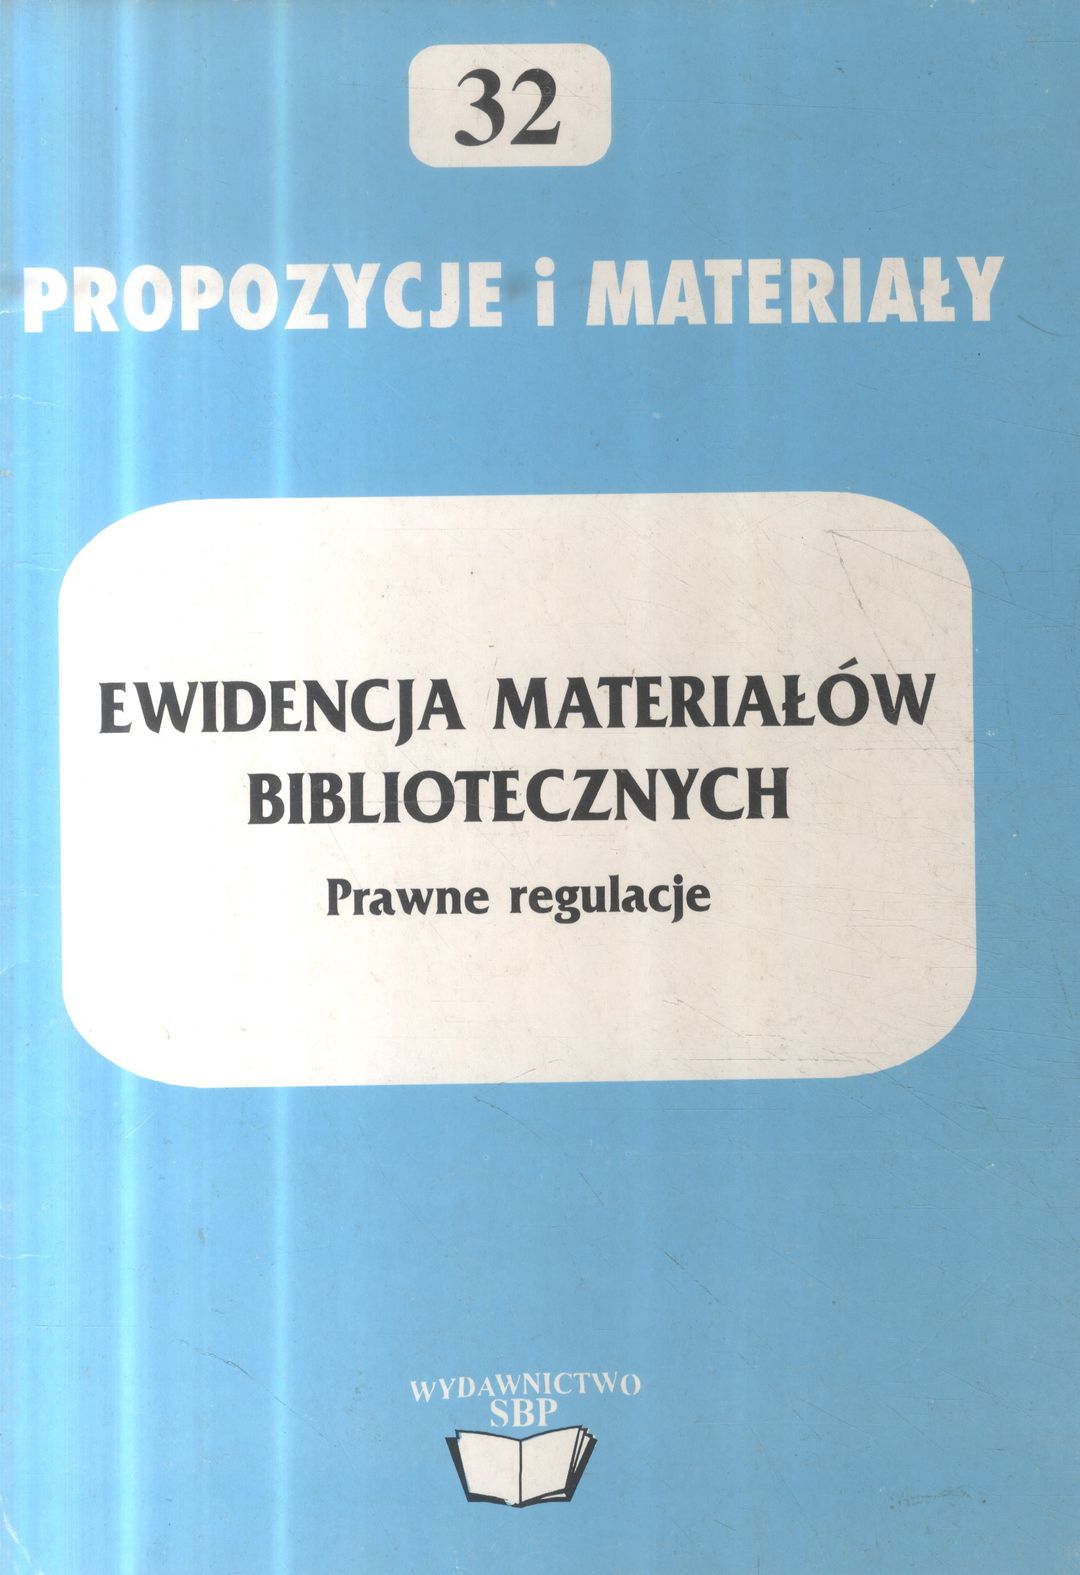 32
PROPOZYCJE i MATERIAŁY
EWIDENCJA MATERIAŁÓW
BIBLIOTECZNYCH
Prawne regulacje
WYDAWNICTWO
SBP